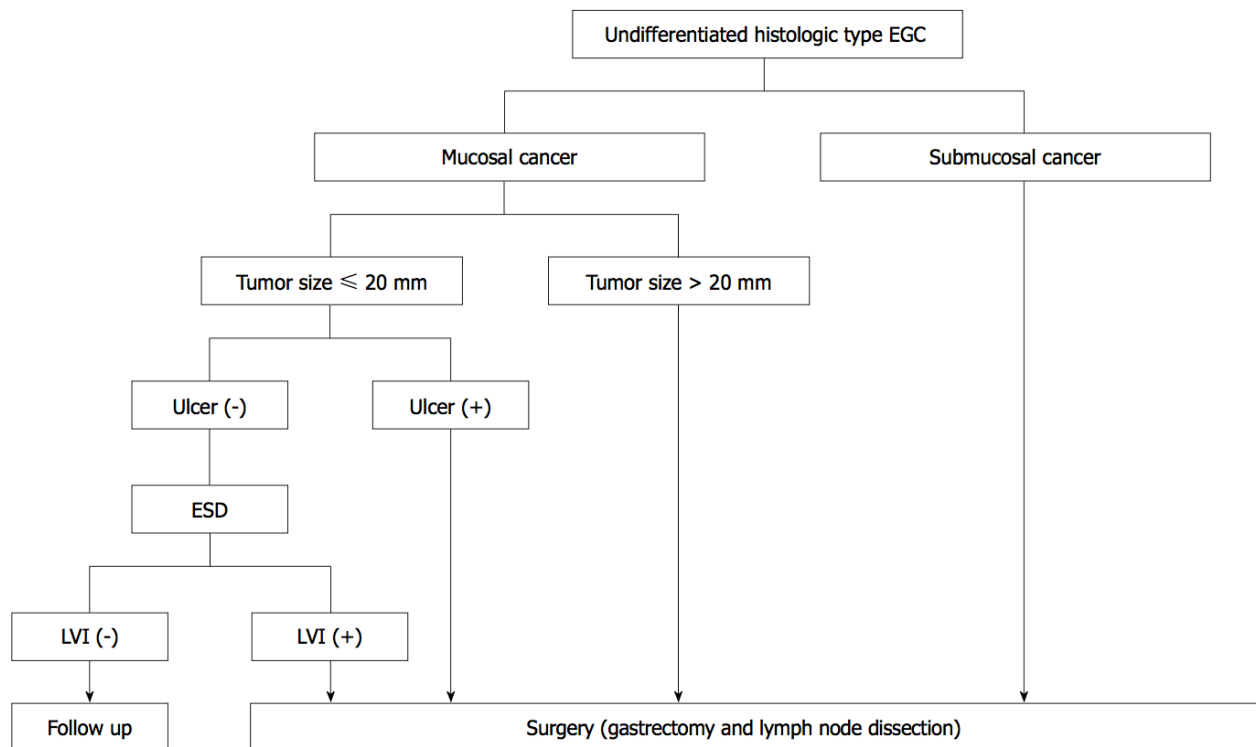 Undifferentiated histologic type EGC
Mucosal cancer
Submucosal cancer
Tumor size ⩽ 20 mm
Tumor size > 20 mm
Ulcer (-)
Ulcer (+)
ESD
LVI (-)
LVI (+)
Follow up
Surgery (gastrectomy and lymph node dissection)